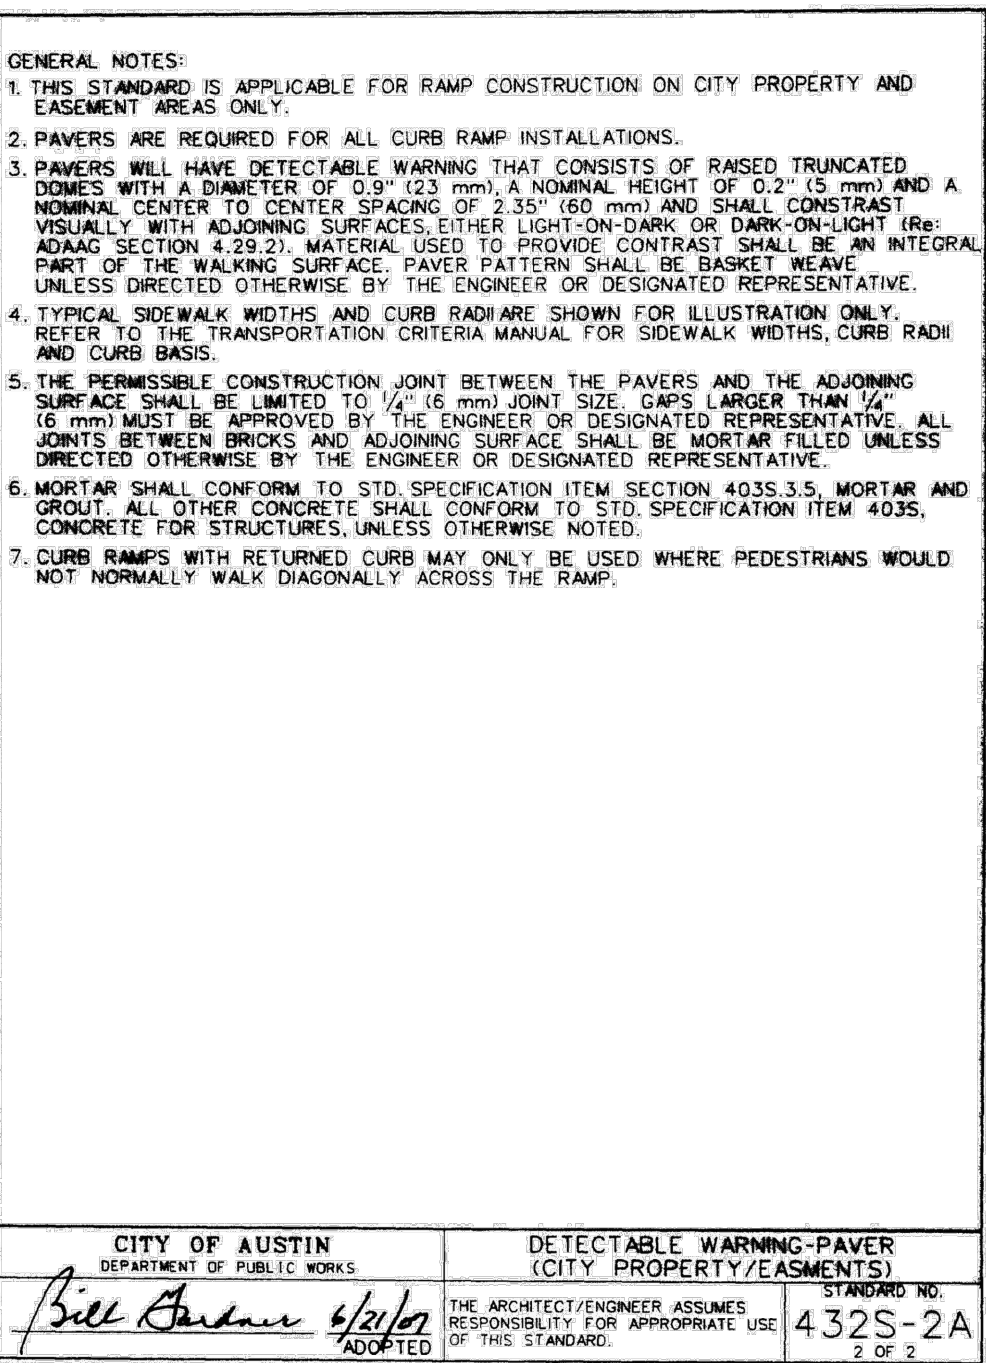 GENERAL NOTES:
1. THIS STANDARD IS APPLICABLE FOR RAMP CONSTRUCTION ON CITY PROPERTY AND
EASEMENT AREAS ONLY.
2. PAVERS ARE REQUIRED FOR ALL CURB RAMP INSTALLATIONS.
3. PAVERS WILL HAVE DETECTABLE WARNING THAT CONSISTS OF RAISED TRUNCATED
DOMES WITH A DIAMETER OF 0.9" (23 mm), A NOMINAL HEIGHT OF 0.2" (5 mm) AND A
NOMINAL CENTER TO CENTER SPACING OF 2.35" (60 mm) AND SHALL CONSTRAST
VISUALLY WITH ADJOINING SURFACES, EITHER LIGHT-ON-DARK OR DARK-ON-LIGHT (Re:
ADAAG SECTION 4.29.2). MATERIAL USED TO PROVIDE CONTRAST SHALL BE AN INTEGRAL
PART OF THE WALKING SURFACE. PAVER PATTERN SHALL BE BASKET WEAVE
UNLESS DIRECTED OTHERWISE BY THE ENGINEER OR DESIGNATED REPRESENTATIVE.
4. TYPICAL SIDEWALK WIDTHS AND CURB RADII ARE SHOWN FOR ILLUSTRATION ONLY.
REFER TO THE TRANSPORTATION CRITERIA MANUAL FOR SIDEWALK WIDTHS, CURB RADII
AND CURB BASIS.
5. THE PERMISSIBLE CONSTRUCTION JOINT BETWEEN THE PAVERS AND THE ADJOINING
SURFACE SHALL BE LIMITED TO 1/4" (6 mm) JOINT SIZE. GAPS LARGER THAN 1/4"
(6 mm) MUST BE APPROVED BY THE ENGINEER OR DESIGNATED REPRESENTATIVE. ALL
JOINTS BETWEEN BRICKS AND ADJOINING SURFACE SHALL BE MORTAR FILLED UNLESS
DIRECTED OTHERWISE BY THE ENGINEER OR DESIGNATED REPRESENTATIVE.
6. MORTAR SHALL CONFORM TO STD. SPECIFICATION ITEM SECTION 403S.3.5, MORTAR AND
GROUT. ALL OTHER CONCRETE SHALL CONFORM TO STD. SPECIFICATION ITEM 403S,
CONCRETE FOR STRUCTURES, UNLESS OTHERWISE NOTED.
7. CURB RAMPS WITH RETURNED CURB MAY ONLY BE USED WHERE PEDESTRIANS WOULD
NOT NORMALLY WALK DIAGONALLY ACROSS THE RAMP.
CITY OF AUSTIN
DEPARTMENT OF PUBLIC WORKS
Bill Gardner 6/21/07
ADOPTED
DETECTABLE WARNING-PAVER
(CITY PROPERTY/EASMENTS)
THE ARCHITECT/ENGINEER ASSUMES
RESPONSIBILITY FOR APPROPRIATE USE
OF THIS STANDARD.
STANDARD NO.
432S-2A
2 OF 2